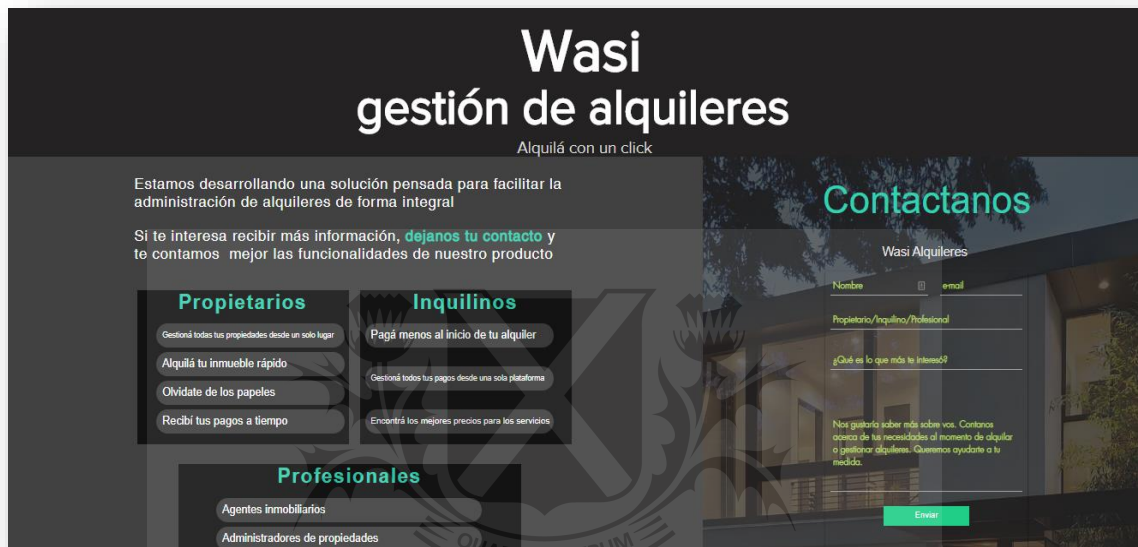 Wasi
gestión de alquileres
Alquilá con un click
Estamos desarrollando una solución pensada para facilitar la
administración de alquileres de forma integral
Si te interesa recibir más información, dejanos tu contacto y
te contamos mejor las funcionalidades de nuestro producto
Propietarios
Gestioná todas tus propiedades desde un solo lugar
Alquilá tu inmueble rápido
Olvidate de los papeles
Recibí tus pagos a tiempo
Inquilinos
Pagá menos al inicio de tu alquiler
Gestioná todos tus pagos desde una sola plataforma
Encontrá los mejores precios para los servicios
Profesionales
Agentes inmobiliarios
Administradores de propiedades
Contactanos
Wasi Alquileres
Nombre e-mail
Propietario/Inquilino/Profesional
¿Qué es lo que más te interesó?
Nos gustaría saber más sobre vos. Contanos
acerca de tus necesidades al momento de alquilar
o gestionar alquileres. Queremos ayudarte a tu
medida.
Enviar